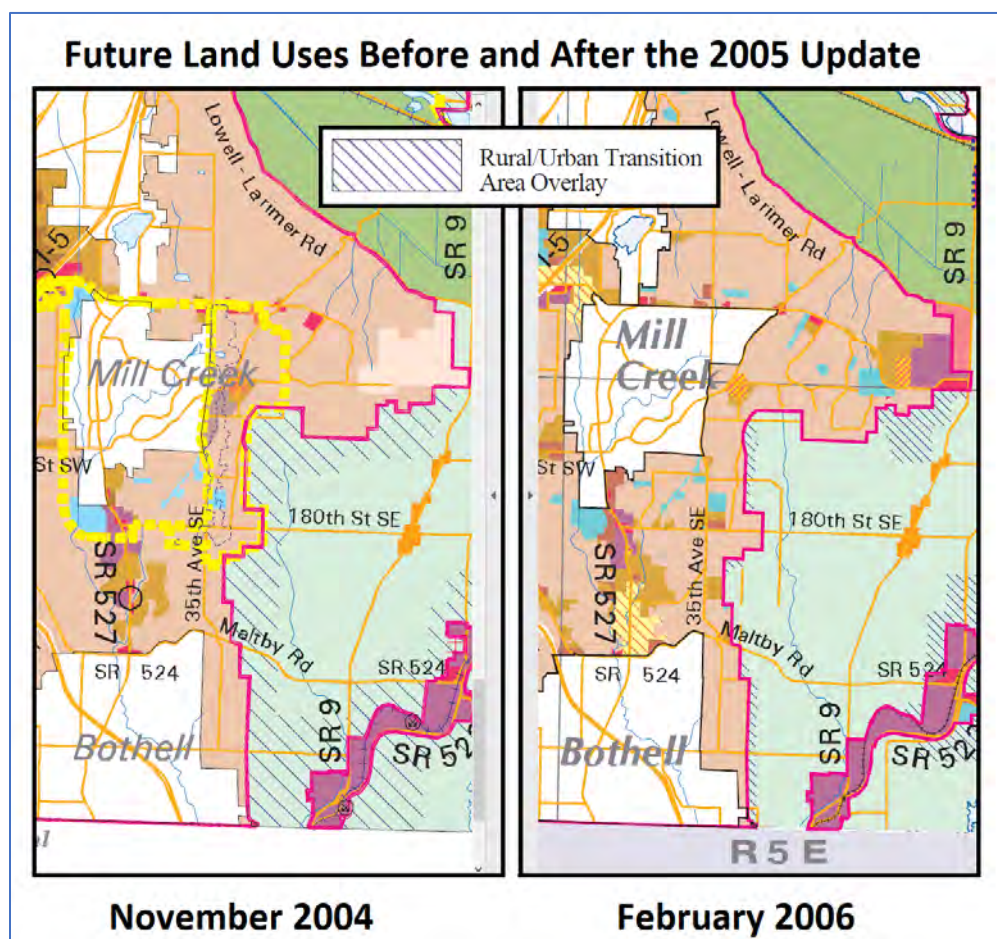 Future Land Uses Before and After the 2005 Update
Rural/Urban Transition
Area Overlay
Lowell - Larimer Rd
SR 9
Mill Creek
St SW
180th St SE
35th Ave SE
SR 527
Maltby Rd
SR 524
SR 524
SR 9
Bothell
Lowell - Larimer Rd
SR 9
Mill
Creek
St SW
180th St SE
35th Ave SE
SR 527
Maltby Rd
SR 524
SR 524
SR 9
Bothell
R 5 E
November 2004
February 2006